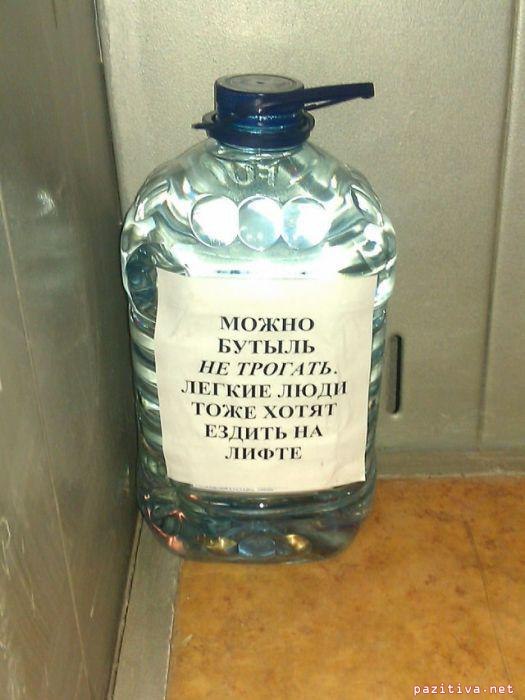 МОЖНО
БУТЫЛЬ
НЕ ТРОГАТЬ.
ЛЕГКИЕ ЛЮДИ
ТОЖЕ ХОТЯТ
ЕЗДИТЬ НА
ЛИФТЕ
pazitiva.net